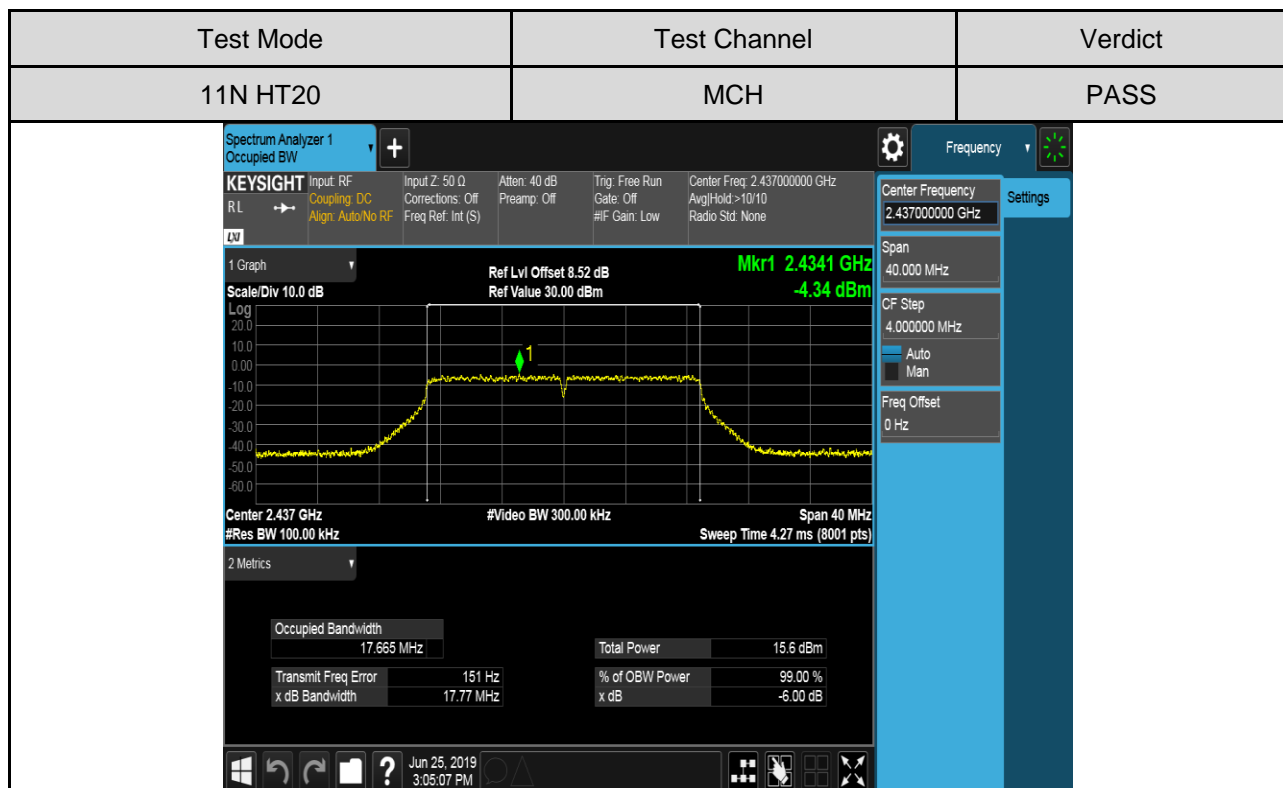 Test Mode Test Channel Verdict
11N HT20 MCH PASS
Spectrum Analyzer 1
Occupied BW
+
Frequency
KEYSIGHT Input: RF Input Z: 50 Ω Atten: 40 dB Trig: Free Run Center Freq: 2.437000000 GHz
RL Coupling: DC Corrections: Off Preamp: Off Gate: Off Avg|Hold:>10/10
Align: Auto/No RF Freq Ref: Int (S) #IF Gain: Low Radio Std: None
LXI
Center Frequency
2.437000000 GHz
Settings
Span
40.000 MHz
CF Step
4.000000 MHz
Auto
Man
Freq Offset
0 Hz
1 Graph Ref Lvl Offset 8.52 dB Mkr1 2.4341 GHz
Scale/Div 10.0 dB Ref Value 30.00 dBm -4.34 dBm
Log
20.0
10.0
1
0.00
-10.0
-20.0
-30.0
-40.0
-50.0
-60.0
Center 2.437 GHz #Video BW 300.00 kHz Span 40 MHz
#Res BW 100.00 kHz Sweep Time 4.27 ms (8001 pts)
2 Metrics
Occupied Bandwidth
17.665 MHz Total Power 15.6 dBm
Transmit Freq Error 151 Hz % of OBW Power 99.00 %
x dB Bandwidth 17.77 MHz x dB -6.00 dB
? Jun 25, 2019
3:05:07 PM